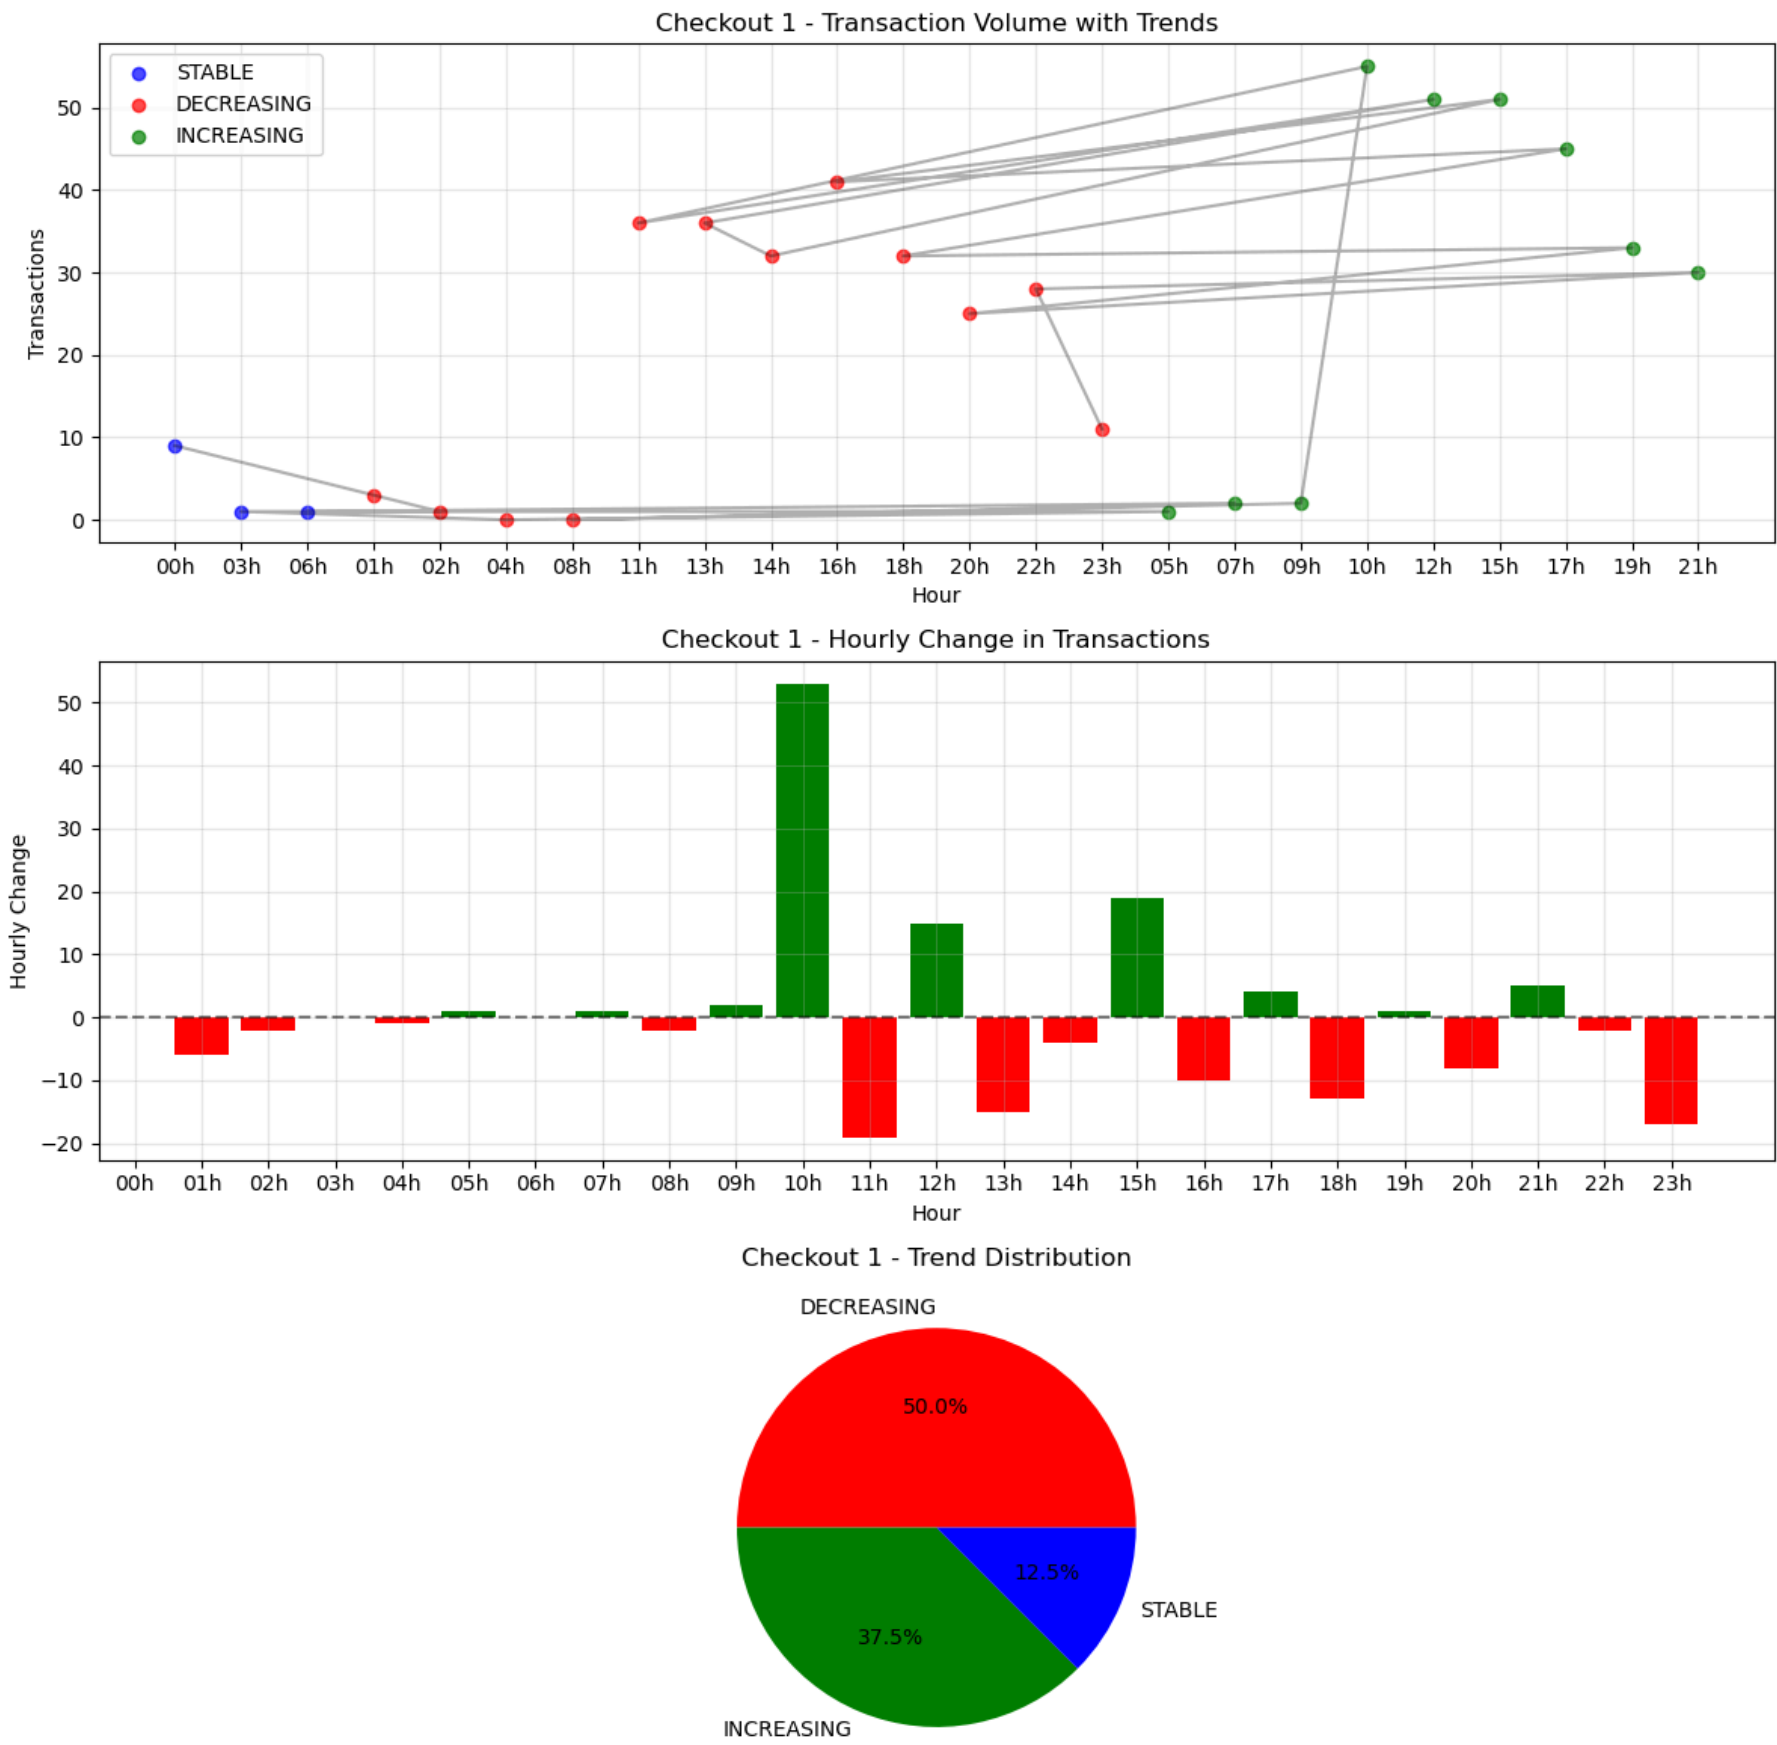 Checkout 1 - Transaction Volume with Trends
STABLE
DECREASING
INCREASING
Transactions
50
40
30
20
10
0
00h 03h 06h 01h 02h 04h 08h 11h 13h 14h 16h 18h 20h 22h 23h 05h 07h 09h 10h 12h 15h 17h 19h 21h
Hour
Checkout 1 - Hourly Change in Transactions
Hourly Change
50
40
30
20
10
0
−10
−20
00h 01h 02h 03h 04h 05h 06h 07h 08h 09h 10h 11h 12h 13h 14h 15h 16h 17h 18h 19h 20h 21h 22h 23h
Hour
Checkout 1 - Trend Distribution
DECREASING
50.0%
12.5%
STABLE
37.5%
INCREASING